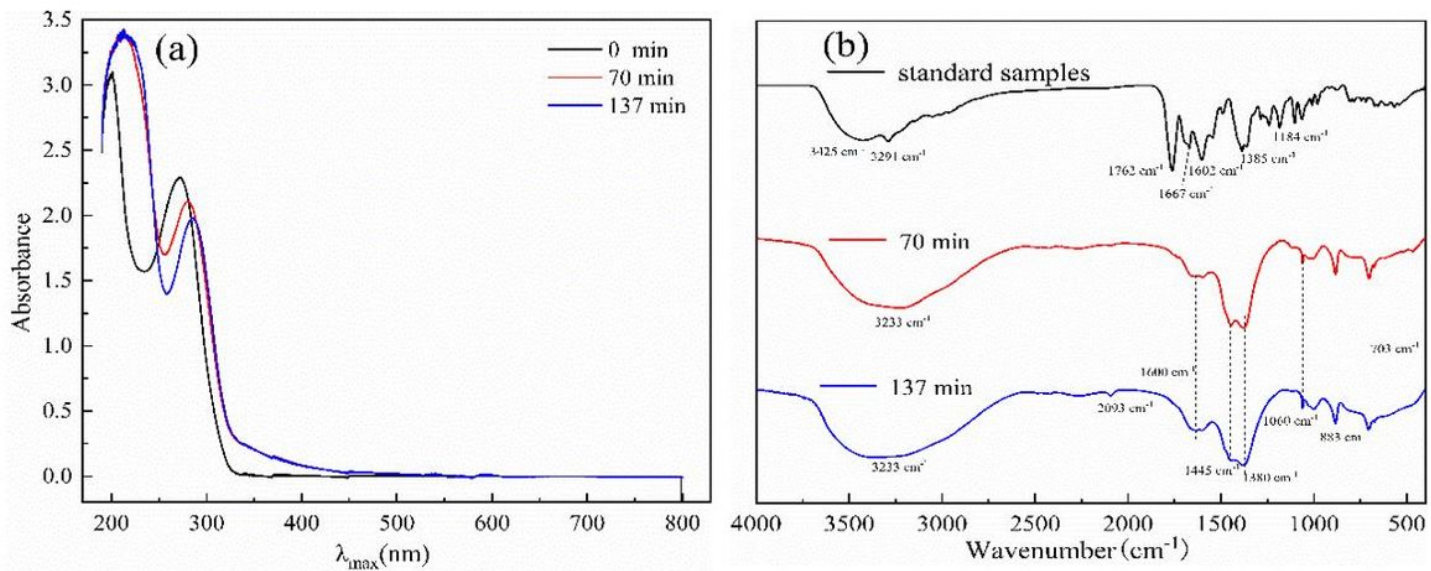 (a)
0 min
70 min
137 min
3.5
3.0
2.5
2.0
1.5
1.0
0.5
0.0
Absorbance
200 300 400 500 600 700 800
λmax(nm)
(b)
standard samples
3425 cm-1
3291 cm-1
1762 cm-1
1667 cm-1
1602 cm-1
1385 cm-1
1184 cm-1
70 min
3233 cm-1
703 cm-1
1600 cm-1
137 min
2093 cm-1
1060 cm-1
883 cm
3233 cm-1
1445 cm-1
1380 cm-1
4000 3500 3000 2500 2000 1500 1000 500
Wavenumber (cm-1)